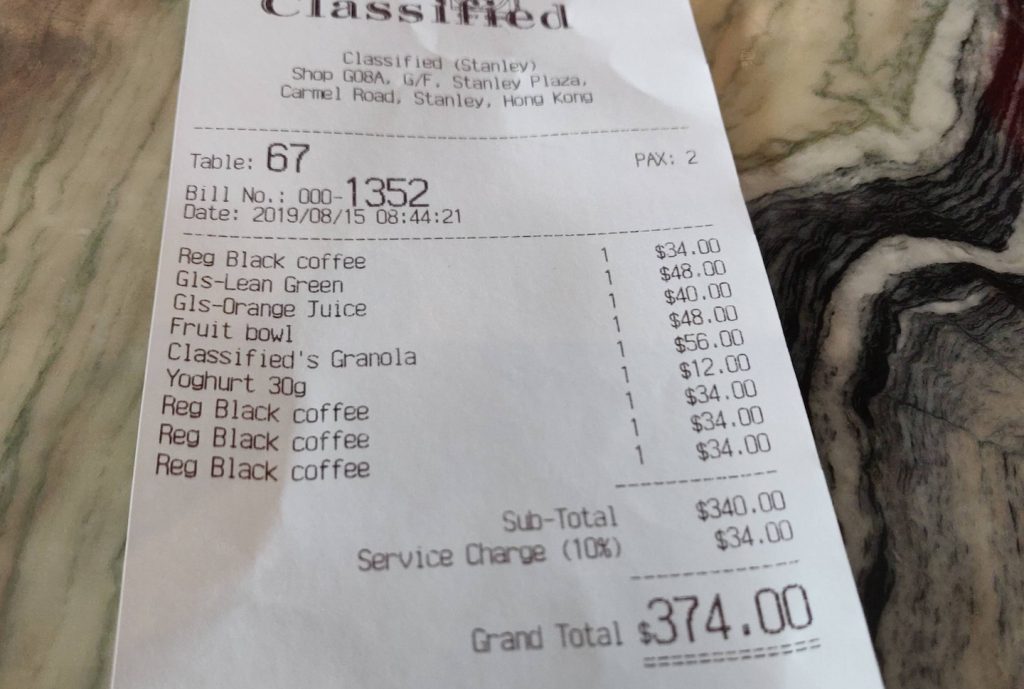 Classified
Classified (Stanley)
Shop G08A, G/F, Stanley Plaza,
Carmel Road, Stanley, Hong Kong
Table: 67 PAX: 2
Bill No.: 000-1352
Date: 2019/08/15 08:44:21
Reg Black coffee 1 $34.00
Gls-Lean Green 1 $48.00
Gls-Orange Juice 1 $40.00
Fruit bowl 1 $48.00
Classified's Granola 1 $56.00
Yoghurt 30g 1 $12.00
Reg Black coffee 1 $34.00
Reg Black coffee 1 $34.00
Reg Black coffee 1 $34.00
Sub-Total $340.00
Service Charge (10%) $34.00
Grand Total $374.00